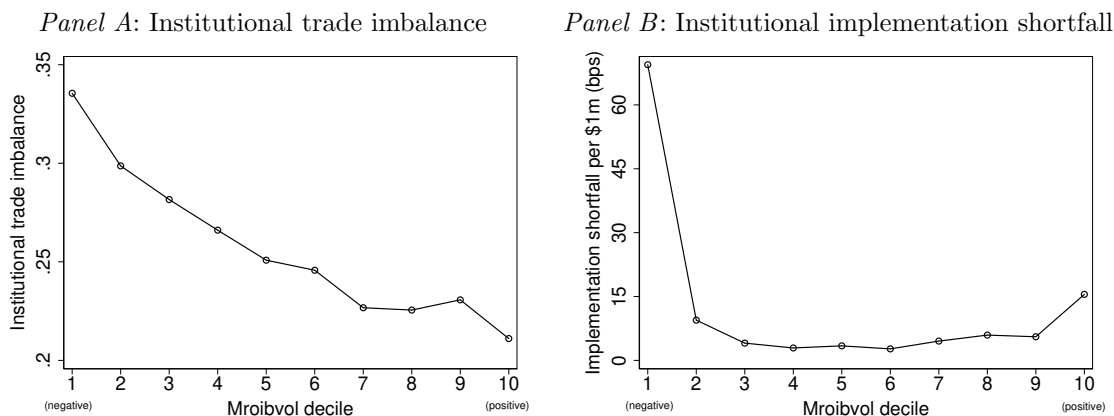 Panel A: Institutional trade imbalance
Institutional trade imbalance
.35
.3
.25
.2
1 2 3 4 5 6 7 8 9 10
(negative) Mroibvol decile (positive)
Panel B: Institutional implementation shortfall
Implementation shortfall per $1m (bps)
60
45
30
15
0
1 2 3 4 5 6 7 8 9 10
(negative) Mroibvol decile (positive)